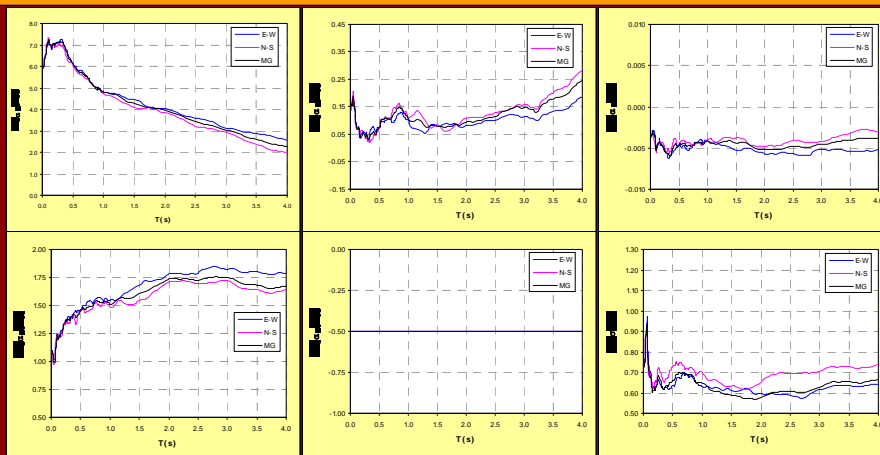 8.0
7.0
6.0
5.0
4.0
3.0
2.0
1.0
0.0
0.0 0.5 1.0 1.5 2.0 2.5 3.0 3.5 4.0
T(s)
E-W
N-S
MG
0.45
0.35
0.25
0.15
0.05
-0.05
-0.15
0.0 0.5 1.0 1.5 2.0 2.5 3.0 3.5 4.0
T(s)
E-W
N-S
MG
0.010
0.005
0.000
-0.005
-0.010
0.0 0.5 1.0 1.5 2.0 2.5 3.0 3.5 4.0
T(s)
E-W
N-S
MG
2.00
1.75
1.50
1.25
1.00
0.75
0.50
0.0 0.5 1.0 1.5 2.0 2.5 3.0 3.5 4.0
T(s)
E-W
N-S
MG
0.00
-0.25
-0.50
-0.75
-1.00
0.0 0.5 1.0 1.5 2.0 2.5 3.0 3.5 4.0
T(s)
E-W
N-S
MG
1.30
1.20
1.10
1.00
0.90
0.80
0.70
0.60
0.50
0.0 0.5 1.0 1.5 2.0 2.5 3.0 3.5 4.0
T(s)
E-W
N-S
MG